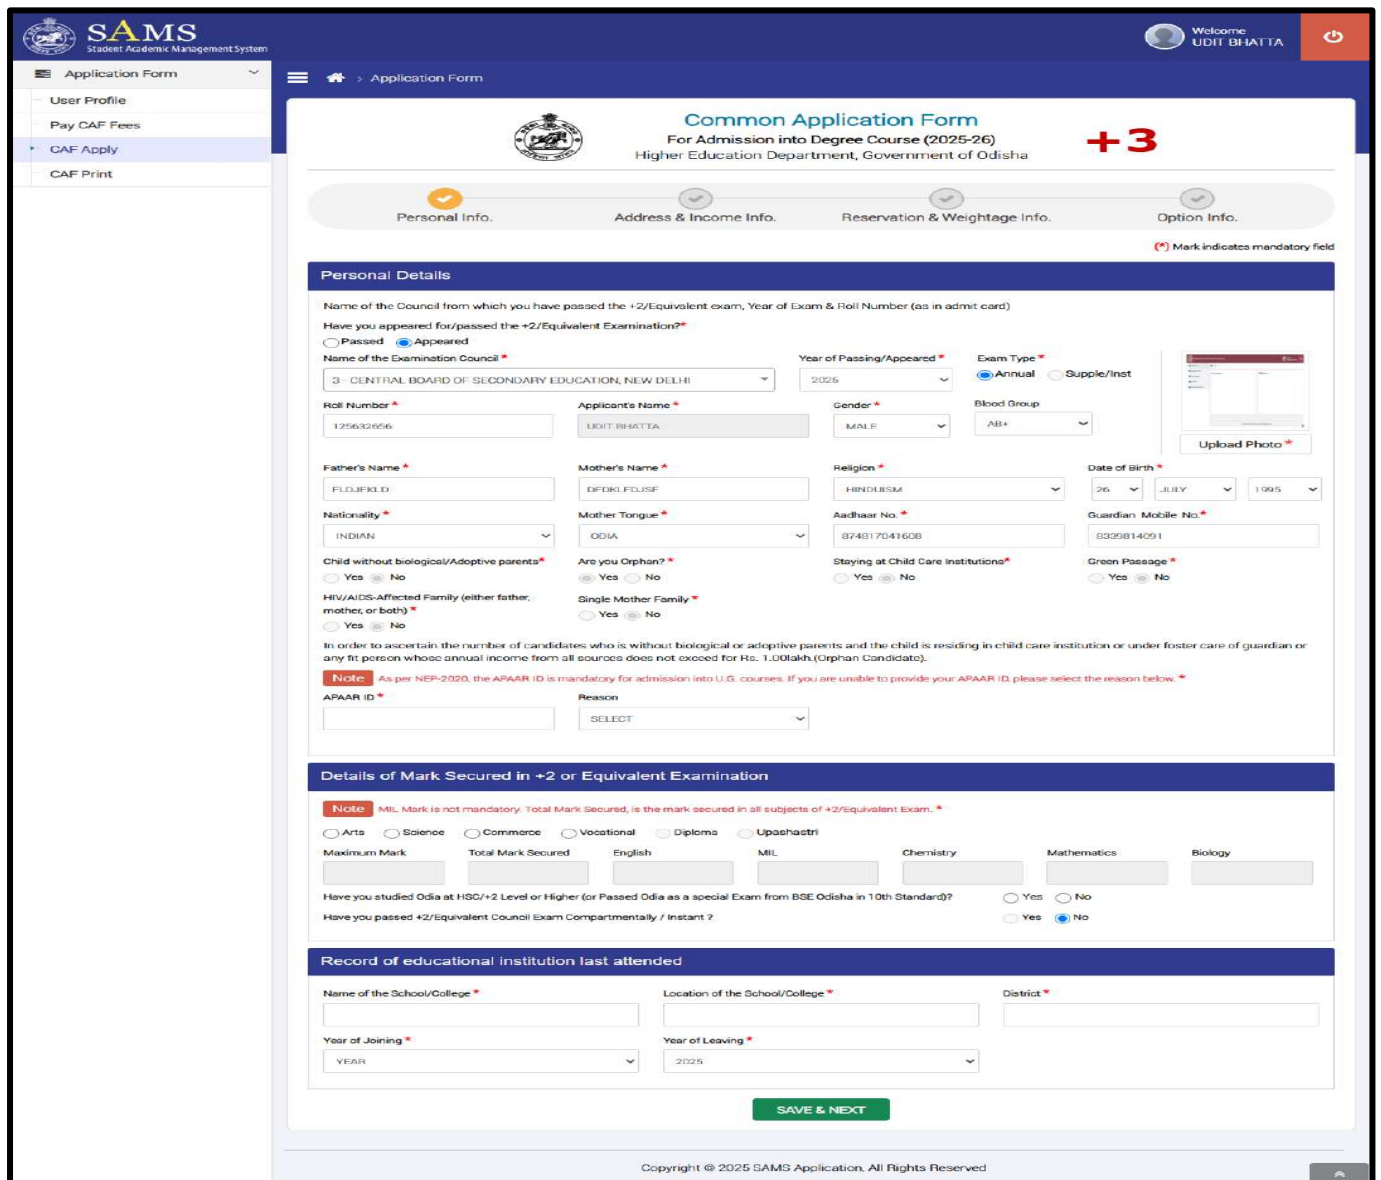 SAMS
Student Academic Management System
Welcome
UDIT BHATTA
Application Form
> Application Form
User Profile
Pay CAF Fees
CAF Apply
CAF Print
Common Application Form
For Admission into Degree Course (2025-26)
Higher Education Department, Government of Odisha
+3
Personal Info. Address & Income Info. Reservation & Weightage Info. Option Info.
(*) Mark indicates mandatory field
Personal Details
Name of the Council from which you have passed the +2/Equivalent exam, Year of Exam & Roll Number (as in admit card)
Have you appeared for/passed the +2/Equivalent Examination?*
Passed Appeared
Name of the Examination Council * Year of Passing/Appeared * Exam Type *
3 - CENTRAL BOARD OF SECONDARY EDUCATION, NEW DELHI 2025 Annual Supple/Inst
Roll Number * Applicant's Name * Gender * Blood Group
125632656 UDIT BHATTA MALE AB+
Upload Photo *
Father's Name * Mother's Name * Religion * Date of Birth *
FLDJFKLD DFDKLFDJSF HINDUISM 26 JULY 1995
Nationality * Mother Tongue * Aadhaar No. * Guardian Mobile No.*
INDIAN ODIA 874817041608 8339814091
Child without biological/Adoptive parents* Are you Orphan? * Staying at Child Care Institutions* Green Passage *
Yes No Yes No Yes No Yes No
HIV/AIDS-Affected Family (either father, mother, or both) * Single Mother Family *
Yes No Yes No
In order to ascertain the number of candidates who is without biological or adoptive parents and the child is residing in child care institution or under foster care of guardian or
any fit person whose annual income from all sources does not exceed for Rs. 1.00lakh.(Orphan Candidate).
Note As per NEP-2020, the APAAR ID is mandatory for admission into U.G. courses. If you are unable to provide your APAAR ID, please select the reason below. *
APAAR ID * Reason
SELECT
Details of Mark Secured in +2 or Equivalent Examination
Note MIL Mark is not mandatory. Total Mark Secured, is the mark secured in all subjects of +2/Equivalent Exam. *
Arts Science Commerce Vocational Diploma Upashastri
Maximum Mark Total Mark Secured English MIL Chemistry Mathematics Biology
Have you studied Odia at HSC/+2 Level or Higher (or Passed Odia as a special Exam from BSE Odisha in 10th Standard)? Yes No
Have you passed +2/Equivalent Council Exam Compartmentally / Instant ? Yes No
Record of educational institution last attended
Name of the School/College * Location of the School/College * District *
Year of Joining * Year of Leaving *
YEAR 2025
SAVE & NEXT
Copyright @ 2025 SAMS Application, All Rights Reserved